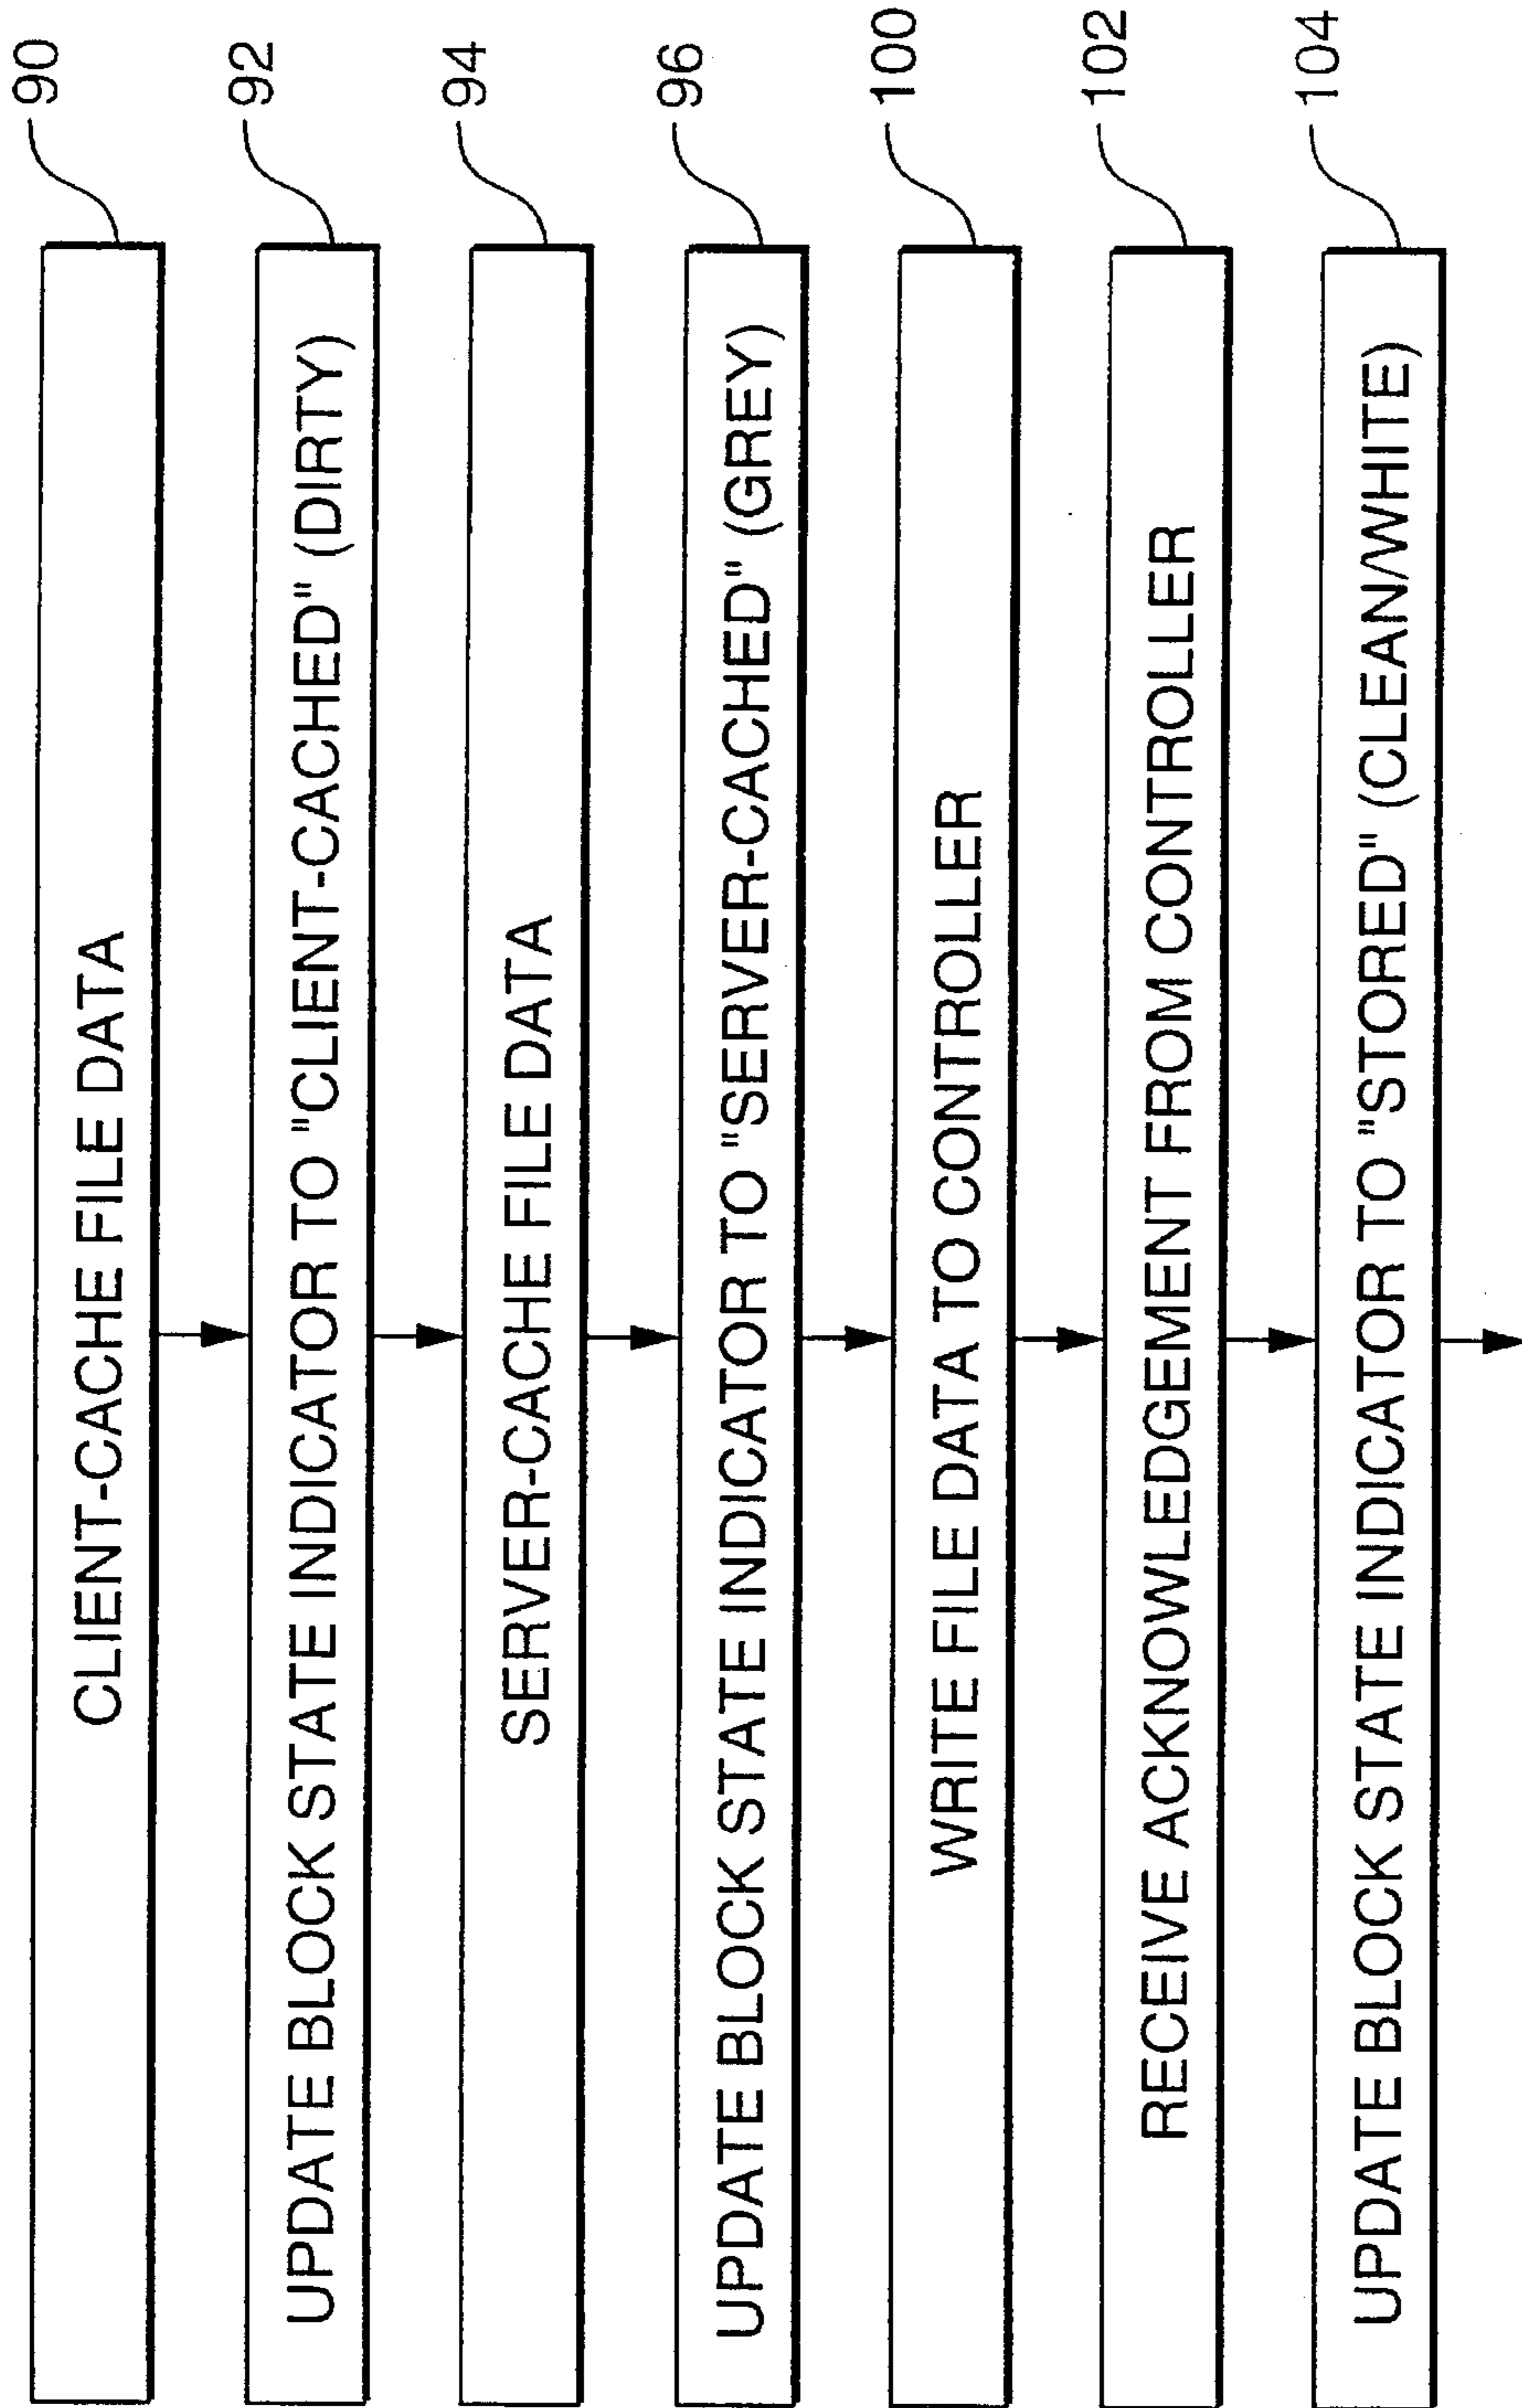 CLIENT-CACHE FILE DATA
90
UPDATE BLOCK STATE INDICATOR TO "CLIENT-CACHED" (DIRTY)
92
SERVER-CACHE FILE DATA
94
UPDATE BLOCK STATE INDICATOR TO "SERVER-CACHED" (GREY)
96
WRITE FILE DATA TO CONTROLLER
100
RECEIVE ACKNOWLEDGEMENT FROM CONTROLLER
102
UPDATE BLOCK STATE INDICATOR TO "STORED" (CLEAN/WHITE)
104